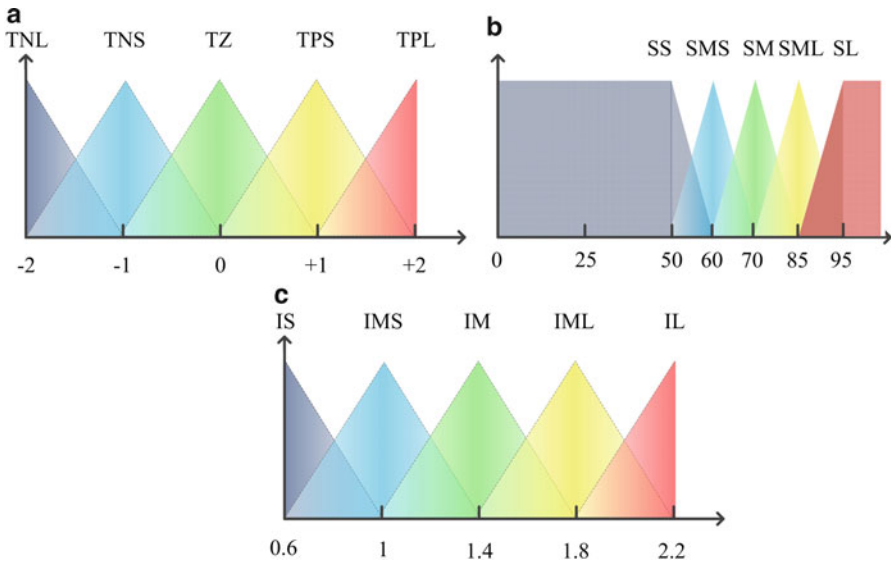 a
TNL TNS TZ TPS TPL
-2 -1 0 +1 +2
b
SS SMS SM SML SL
0 25 50 60 70 85 95
c
IS IMS IM IML IL
0.6 1 1.4 1.8 2.2